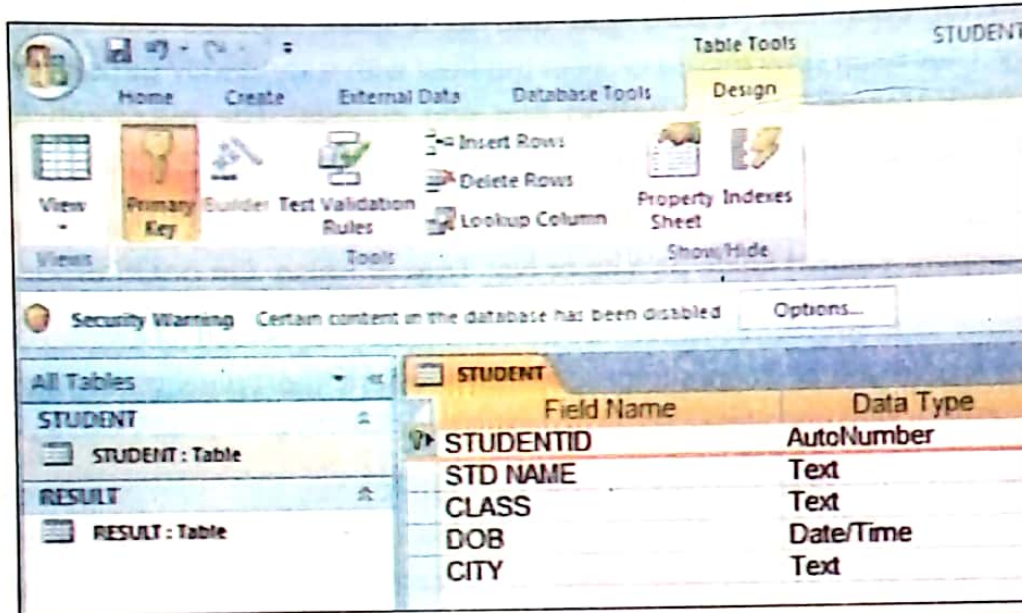 Table Tools STUDENT
Home Create External Data Database Tools Design
View
Primary Key
Builder
Test Validation Rules
Insert Rows
Delete Rows
Lookup Column
Property Sheet
Indexes
Views Tools Show/Hide
Security Warning Certain content in the database has been disabled Options...
All Tables
STUDENT
STUDENT : Table
RESULT
RESULT : Table
STUDENT
Field Name Data Type
STUDENTID AutoNumber
STD NAME Text
CLASS Text
DOB Date/Time
CITY Text